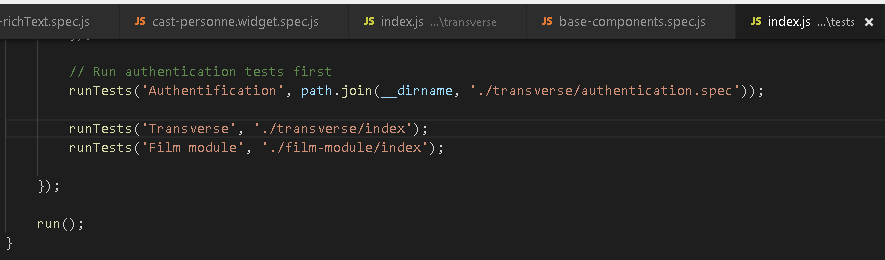 -richText.spec.js JS cast-personne.widget.spec.js JS index.js ...\transverse JS base-components.spec.js JS index.js ...\tests ×
// Run authentication tests first
runTests('Authentification', path.join(__dirname, './transverse/authentication.spec'));
runTests('Transverse', './transverse/index');
runTests('Film module', './film-module/index');
});
run();
}